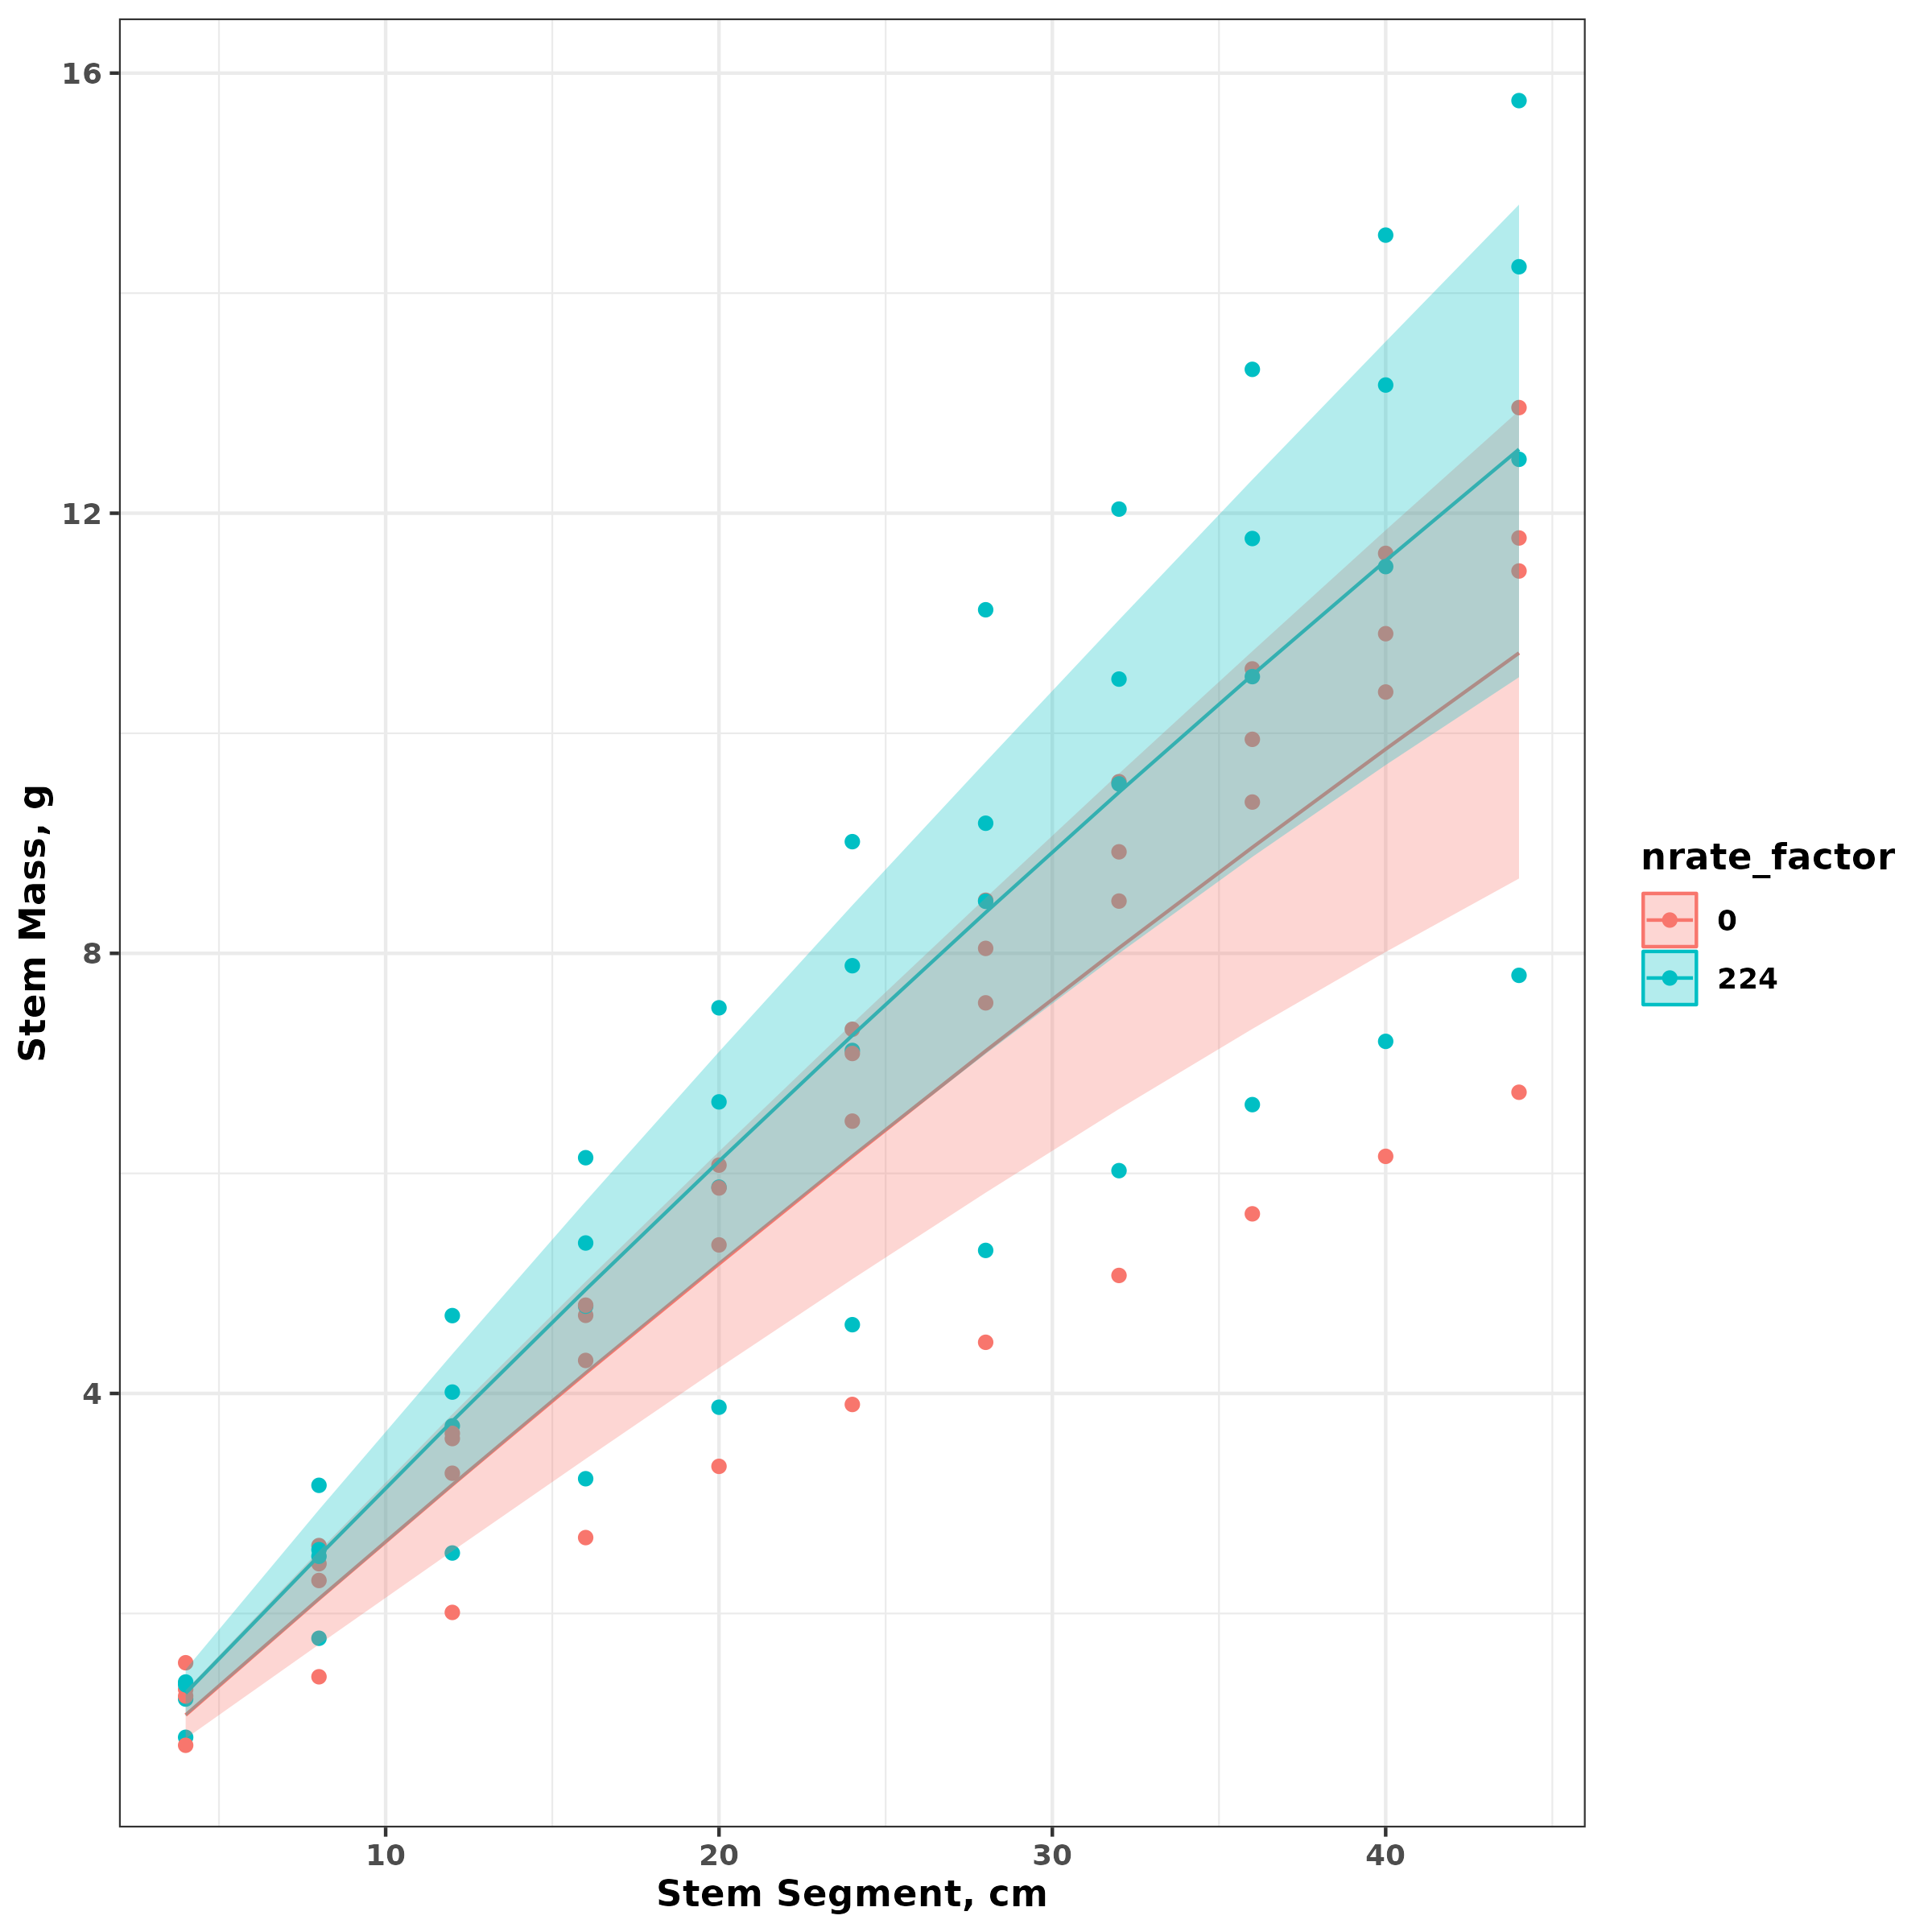 16
12
8
4
Stem Mass, g
10 20 30 40
Stem Segment, cm
nrate_factor
0
224